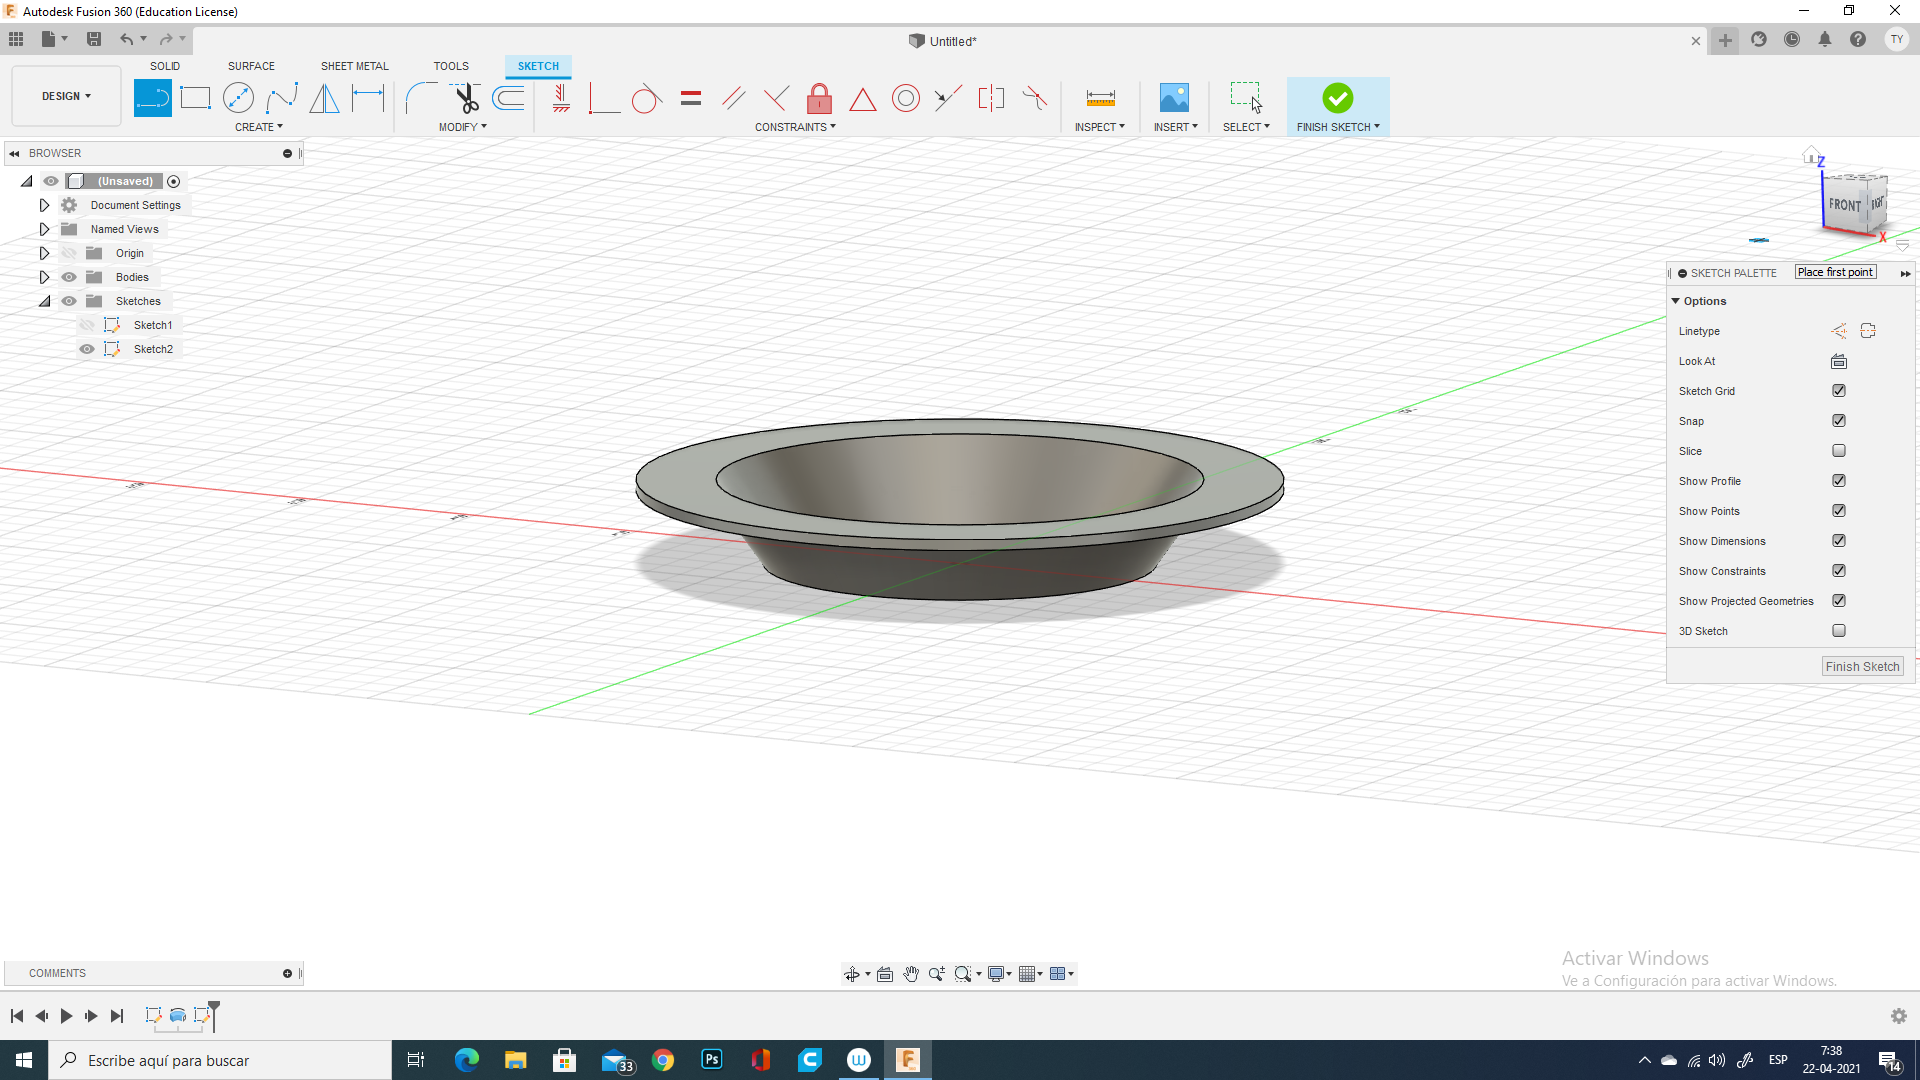 Autodesk Fusion 360 (Education License)
Untitled*
TY
SOLID
SURFACE
SHEET METAL
TOOLS
SKETCH
DESIGN
CREATE
MODIFY
CONSTRAINTS
INSPECT
INSERT
SELECT
FINISH SKETCH
BROWSER
(Unsaved)
Document Settings
Named Views
Origin
Bodies
Sketches
Sketch1
Sketch2
Z
FRONT
RIGHT
X
SKETCH PALETTE
Place first point
Options
Linetype
Look At
Sketch Grid
Snap
Slice
Show Profile
Show Points
Show Dimensions
Show Constraints
Show Projected Geometries
3D Sketch
Finish Sketch
Activar Windows
Ve a Configuración para activar Windows.
COMMENTS
Escribe aquí para buscar
33
Ps
ESP
7:38
22-04-2021
14